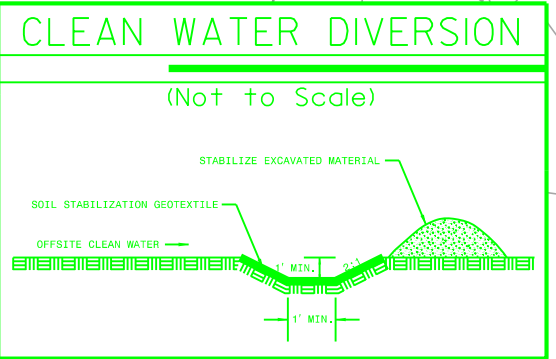 CLEAN WATER DIVERSION
(Not to Scale)
STABILIZE EXCAVATED MATERIAL
SOIL STABILIZATION GEOTEXTILE
OFFSITE CLEAN WATER
1' MIN.
2:1
1' MIN.